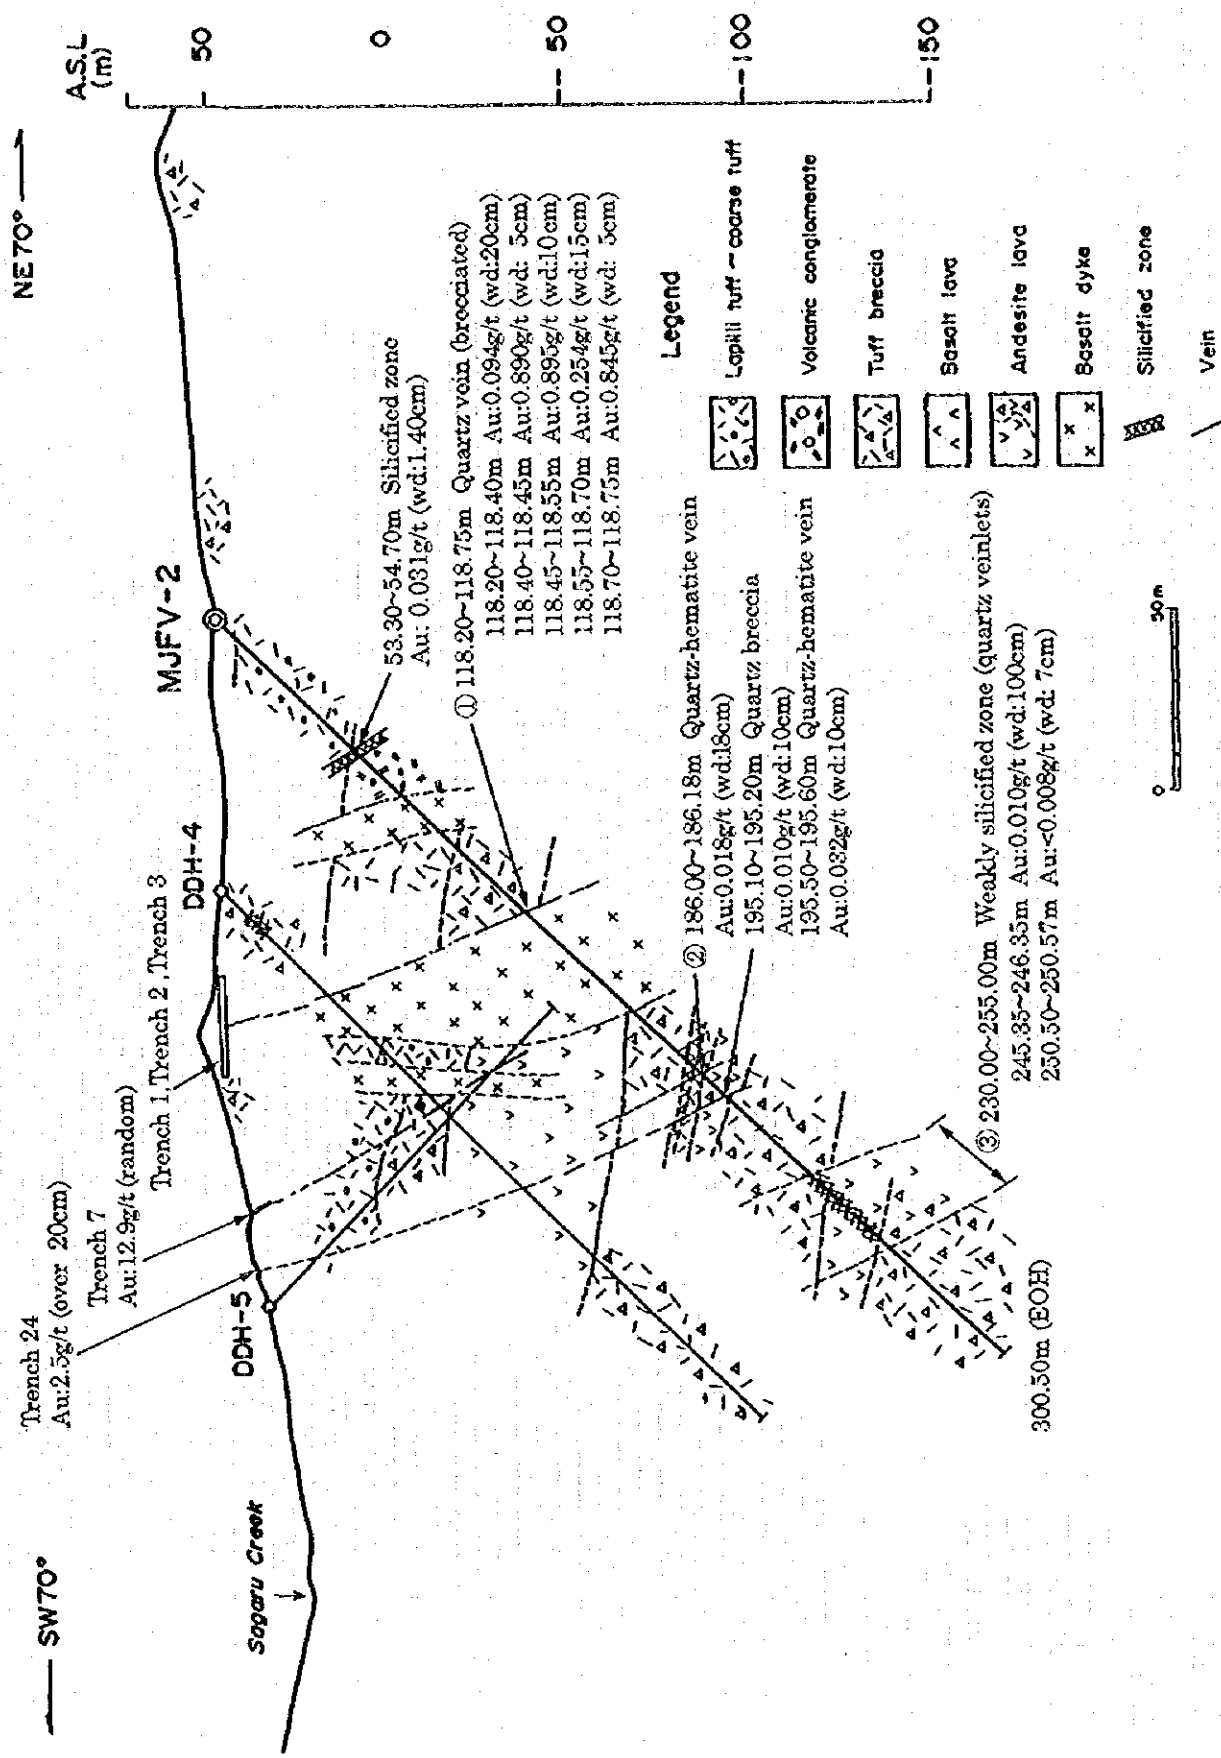 SW70°
NE70°
A.S.L
(m)
50
0
-50
-100
-150
Trench 24
Au:2.5g/t (over 20cm)
Trench 7
Au:12.9g/t (random)
Trench 1, Trench 2, Trench 3
DDH-5
DDH-4
MJFV-2
Sagaru Creek
53.30~54.70m Silicified zone
Au: 0.031g/t (wd:1.40cm)
① 118.20~118.75m Quartz vein (brecciated)
118.20~118.40m Au:0.094g/t (wd:20cm)
118.40~118.45m Au:0.890g/t (wd: 5cm)
118.45~118.55m Au:0.895g/t (wd:10cm)
118.55~118.70m Au:0.254g/t (wd:15cm)
118.70~118.75m Au:0.845g/t (wd: 5cm)
② 186.00~186.18m Quartz-hematite vein
Au:0.018g/t (wd:18cm)
195.10~195.20m Quartz breccia
Au:0.010g/t (wd:10cm)
195.50~195.60m Quartz-hematite vein
Au:0.032g/t (wd:10cm)
③ 230.00~255.00m Weakly silicified zone (quartz veinlets)
245.35~246.35m Au:0.010g/t (wd:100cm)
250.50~250.57m Au:<0.008g/t (wd: 7cm)
300.50m (EOH)
Legend
Lapilli tuff ~ coarse tuff
Volcanic conglomerate
Tuff breccia
Basalt lava
Andesite lava
Basalt dyke
Silicified zone
Vein
0
50m